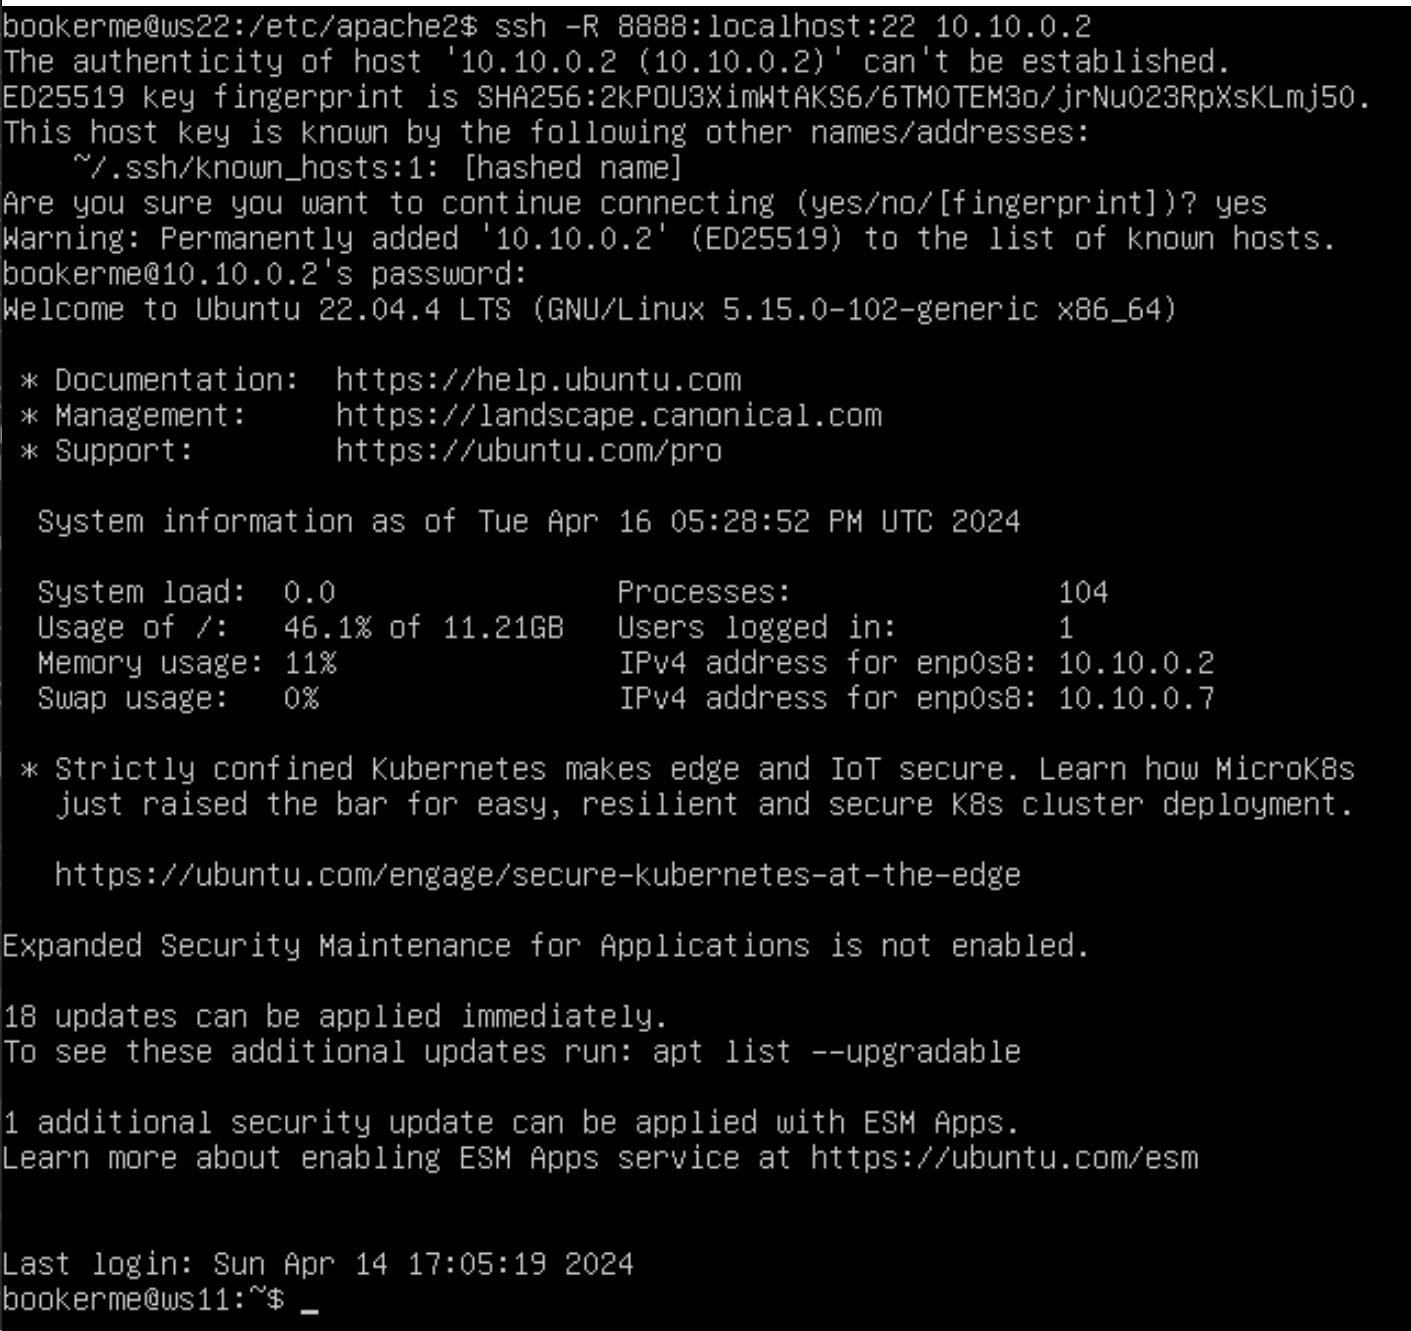 bookerme@ws22:/etc/apache2$ ssh -R 8888:localhost:22 10.10.0.2
The authenticity of host '10.10.0.2 (10.10.0.2)' can't be established.
ED25519 key fingerprint is SHA256:2kPOU3XimWtAKS6/6TMOTEM3o/jrNu023RpXsKLmj50.
This host key is known by the following other names/addresses:
    ~/.ssh/known_hosts:1: [hashed name]
Are you sure you want to continue connecting (yes/no/[fingerprint])? yes
Warning: Permanently added '10.10.0.2' (ED25519) to the list of known hosts.
bookerme@10.10.0.2's password:
Welcome to Ubuntu 22.04.4 LTS (GNU/Linux 5.15.0-102-generic x86_64)

 * Documentation:  https://help.ubuntu.com
 * Management:     https://landscape.canonical.com
 * Support:        https://ubuntu.com/pro

  System information as of Tue Apr 16 05:28:52 PM UTC 2024

  System load:  0.0                Processes:               104
  Usage of /:   46.1% of 11.21GB   Users logged in:         1
  Memory usage: 11%                IPv4 address for enp0s8: 10.10.0.2
  Swap usage:   0%                 IPv4 address for enp0s8: 10.10.0.7

 * Strictly confined Kubernetes makes edge and IoT secure. Learn how MicroK8s
   just raised the bar for easy, resilient and secure K8s cluster deployment.

   https://ubuntu.com/engage/secure-kubernetes-at-the-edge

Expanded Security Maintenance for Applications is not enabled.

18 updates can be applied immediately.
To see these additional updates run: apt list --upgradable

1 additional security update can be applied with ESM Apps.
Learn more about enabling ESM Apps service at https://ubuntu.com/esm


Last login: Sun Apr 14 17:05:19 2024
bookerme@ws11:~$ _